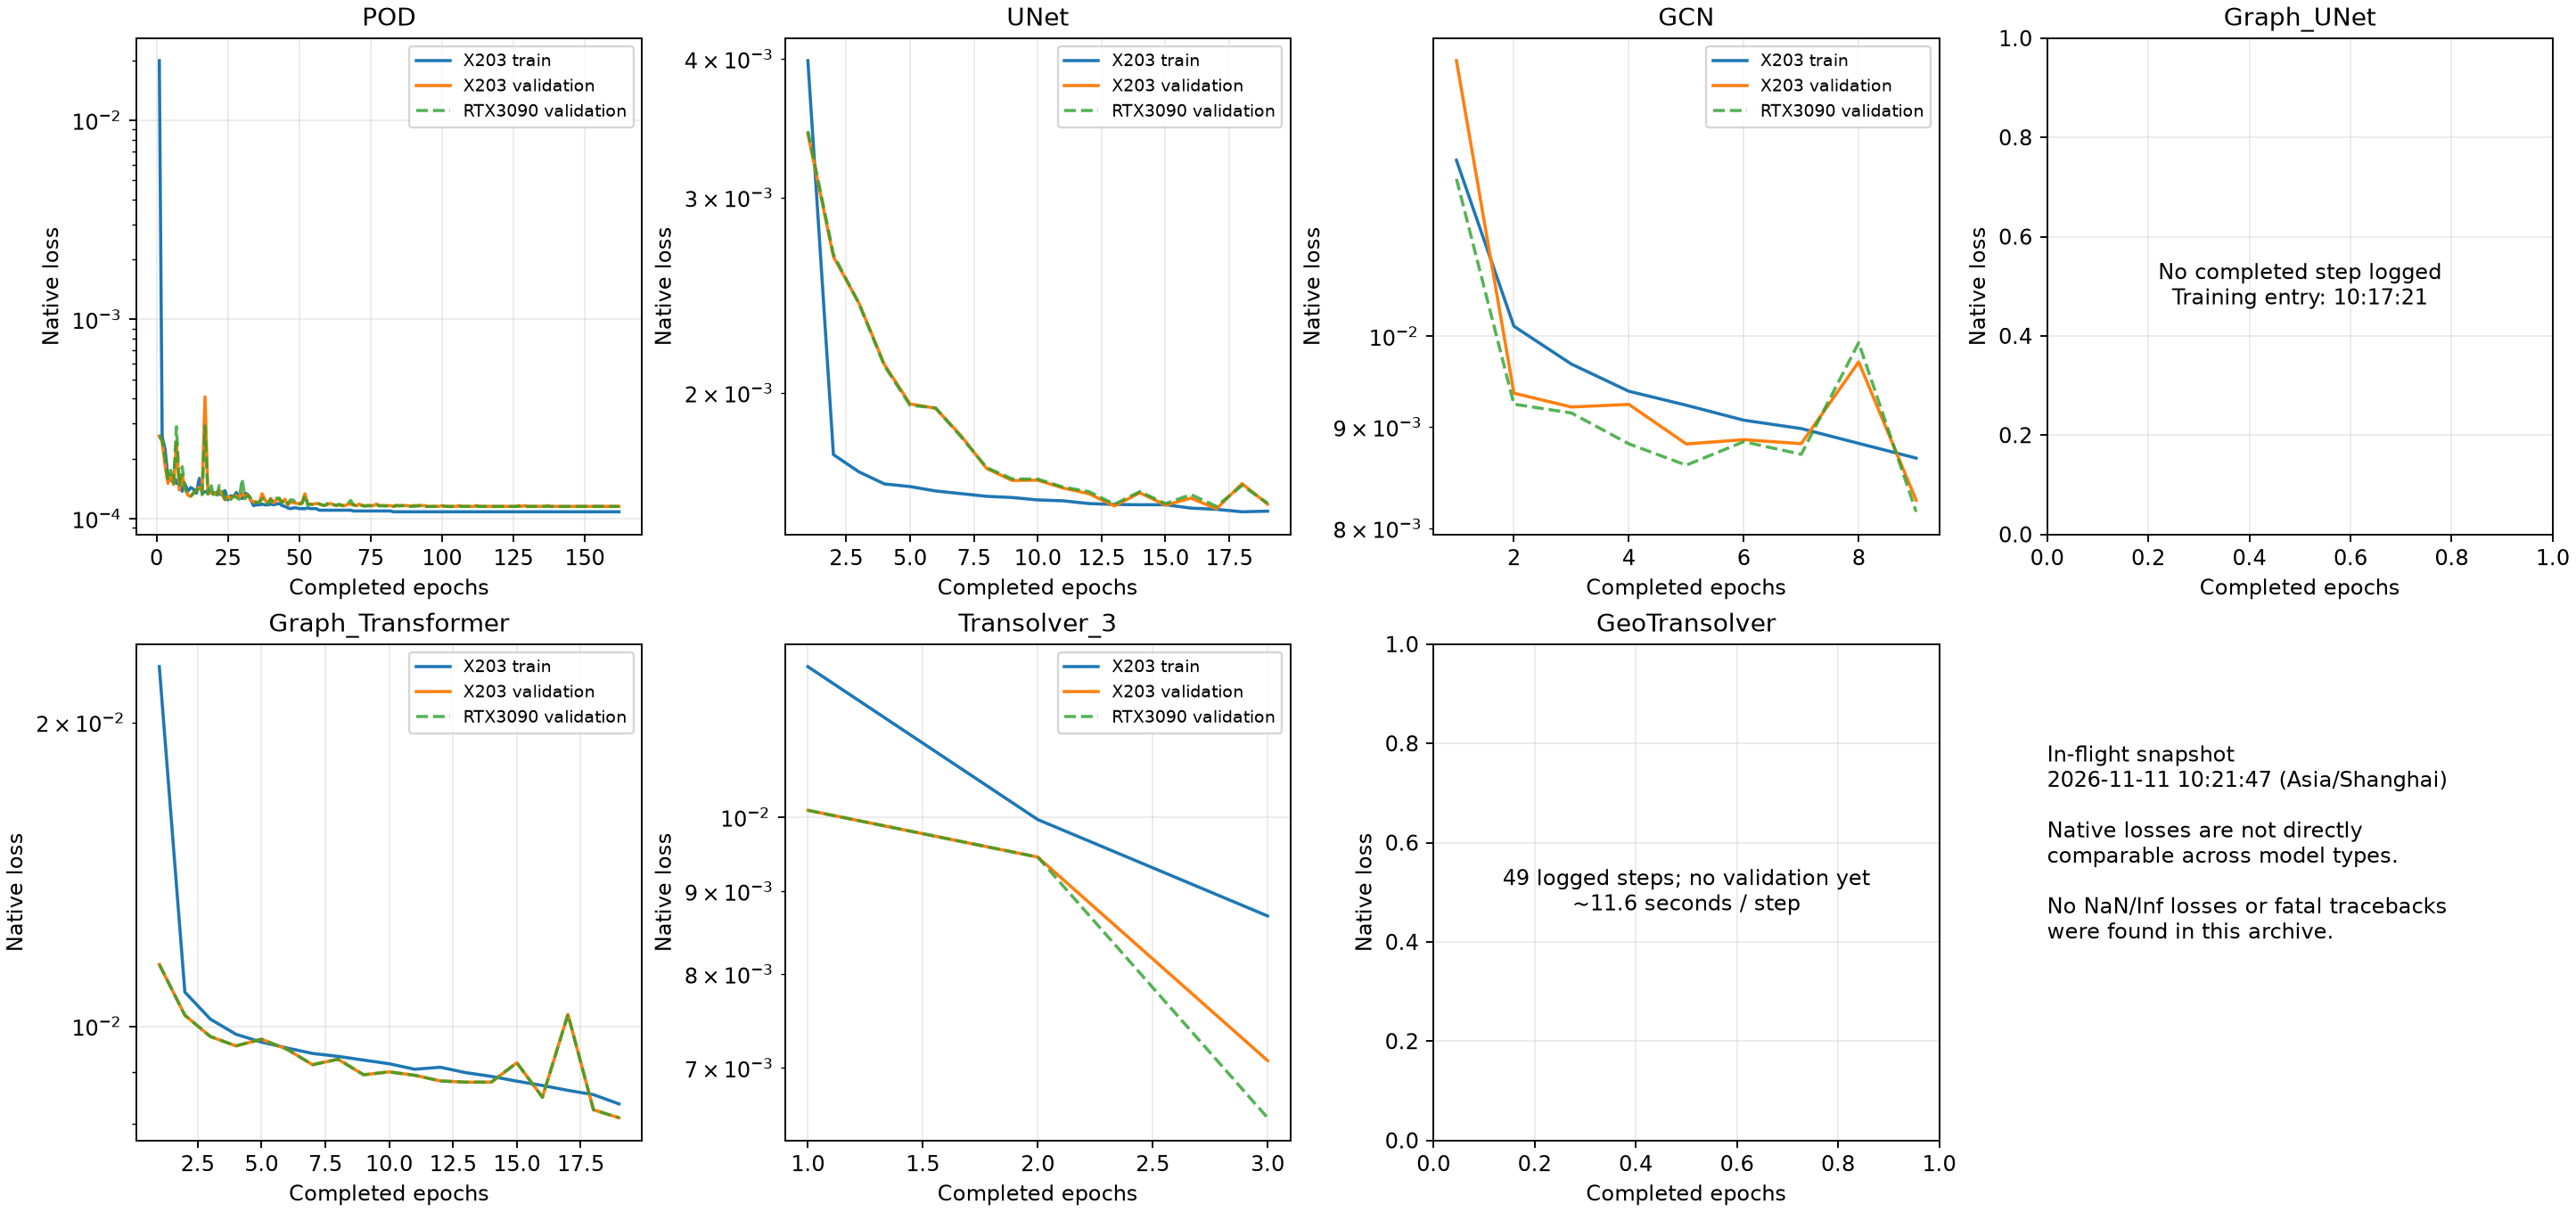 POD
10⁻²
10⁻³
10⁻⁴
Native loss
0 25 50 75 100 125 150
Completed epochs
X203 train
X203 validation
RTX3090 validation
UNet
4 × 10⁻³
3 × 10⁻³
2 × 10⁻³
Native loss
2.5 5.0 7.5 10.0 12.5 15.0 17.5
Completed epochs
X203 train
X203 validation
RTX3090 validation
GCN
10⁻²
9 × 10⁻³
8 × 10⁻³
Native loss
2 4 6 8
Completed epochs
X203 train
X203 validation
RTX3090 validation
Graph_UNet
1.0
0.8
0.6
0.4
0.2
0.0
Native loss
No completed step logged
Training entry: 10:17:21
0.0 0.2 0.4 0.6 0.8 1.0
Completed epochs
Graph_Transformer
2 × 10⁻²
10⁻²
Native loss
2.5 5.0 7.5 10.0 12.5 15.0 17.5
Completed epochs
X203 train
X203 validation
RTX3090 validation
Transolver_3
10⁻²
9 × 10⁻³
8 × 10⁻³
7 × 10⁻³
Native loss
1.0 1.5 2.0 2.5 3.0
Completed epochs
X203 train
X203 validation
RTX3090 validation
GeoTransolver
1.0
0.8
0.6
0.4
0.2
0.0
Native loss
49 logged steps; no validation yet
~11.6 seconds / step
0.0 0.2 0.4 0.6 0.8 1.0
Completed epochs
In-flight snapshot
2026-11-11 10:21:47 (Asia/Shanghai)
Native losses are not directly
comparable across model types.
No NaN/Inf losses or fatal tracebacks
were found in this archive.